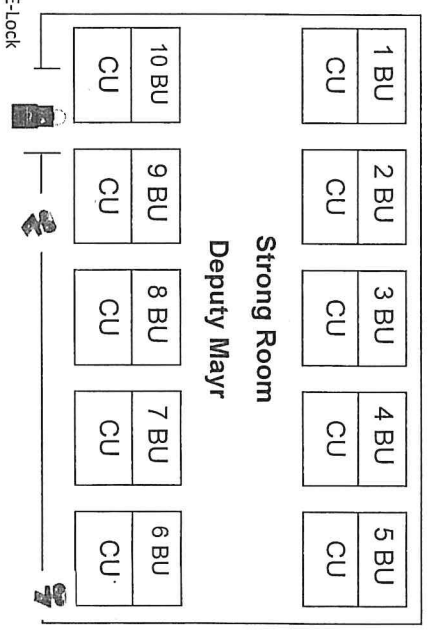 1 BU 2 BU 3 BU 4 BU 5 BU
CU CU CU CU CU
Strong Room
Deputy Mayr
10 BU 9 BU 8 BU 7 BU 6 BU
CU CU CU CU CU
E-Lock